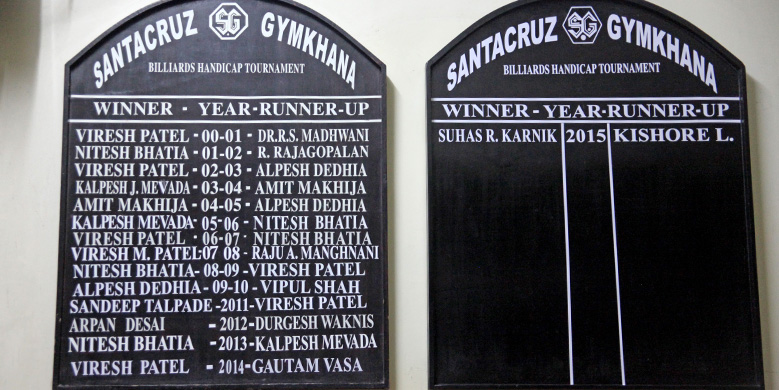 SANTACRUZ SG GYMKHANA
BILLIARDS HANDICAP TOURNAMENT
WINNER - YEAR-RUNNER-UP
VIRESH PATEL - 00-01 - DR.R.S. MADHWANI
NITESH BHATIA - 01-02 - R. RAJAGOPALAN
VIRESH PATEL - 02-03 - ALPESH DEDHIA
KALPESH J. MEVADA - 03-04 - AMIT MAKHIJA
AMIT MAKHIJA - 04-05 - ALPESH DEDHIA
KALPESH MEVADA - 05-06 - NITESH BHATIA
VIRESH PATEL - 06-07 - NITESH BHATIA
VIRESH M. PATEL-07 08 - RAJU A. MANGHNANI
NITESH BHATIA - 08-09 - VIRESH PATEL
ALPESH DEDHIA - 09-10 - VIPUL SHAH
SANDEEP TALPADE - 2011 - VIRESH PATEL
ARPAN DESAI - 2012 - DURGESH WAKNIS
NITESH BHATIA - 2013 - KALPESH MEVADA
VIRESH PATEL - 2014 - GAUTAM VASA
SANTACRUZ SG GYMKHANA
BILLIARDS HANDICAP TOURNAMENT
WINNER - YEAR-RUNNER-UP
SUHAS R. KARNIK 2015 KISHORE L.